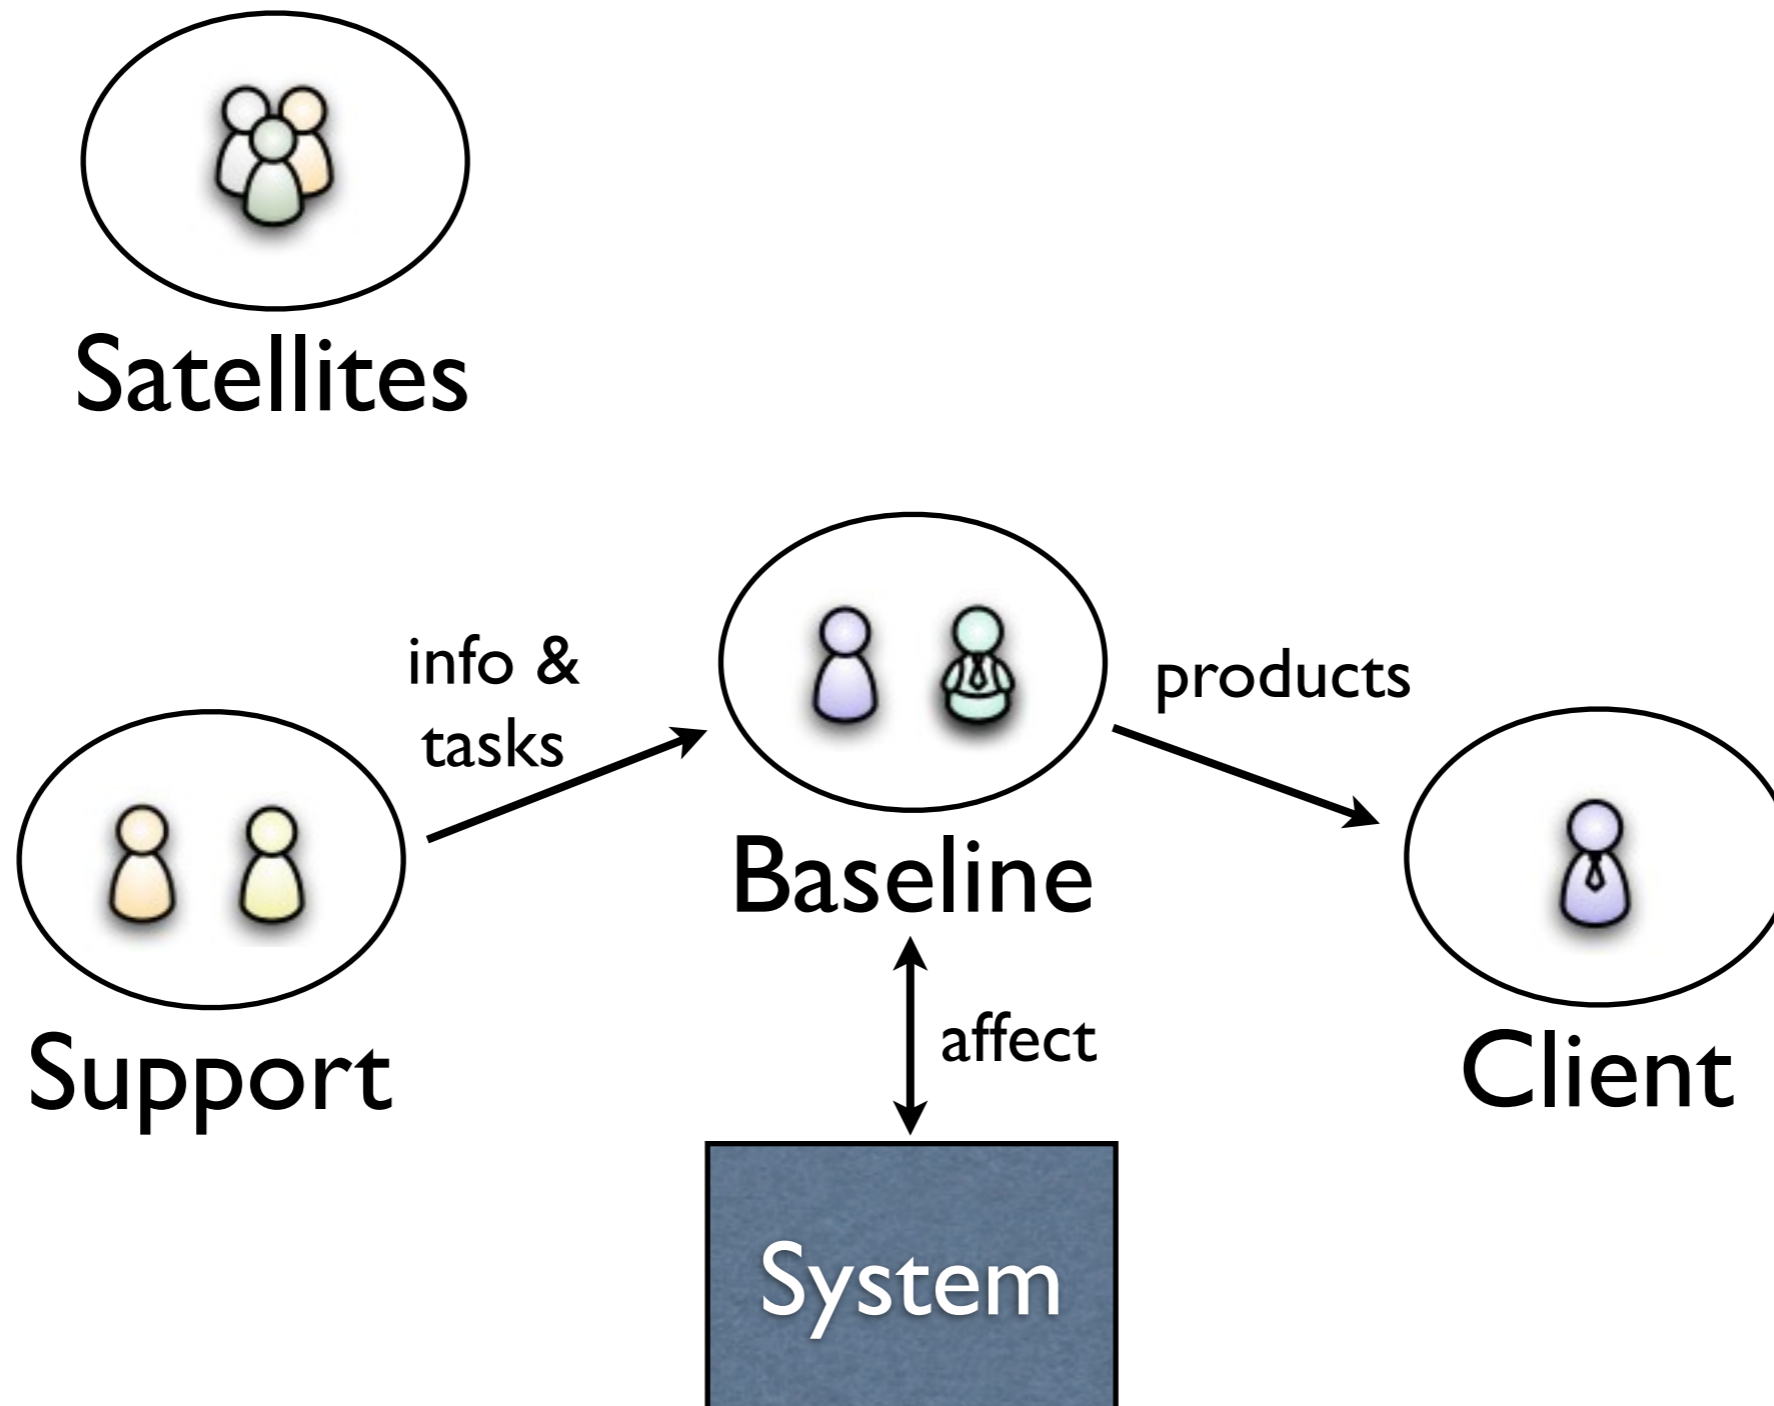 Satellites
info &
tasks
products
Baseline
Support
affect
Client
System